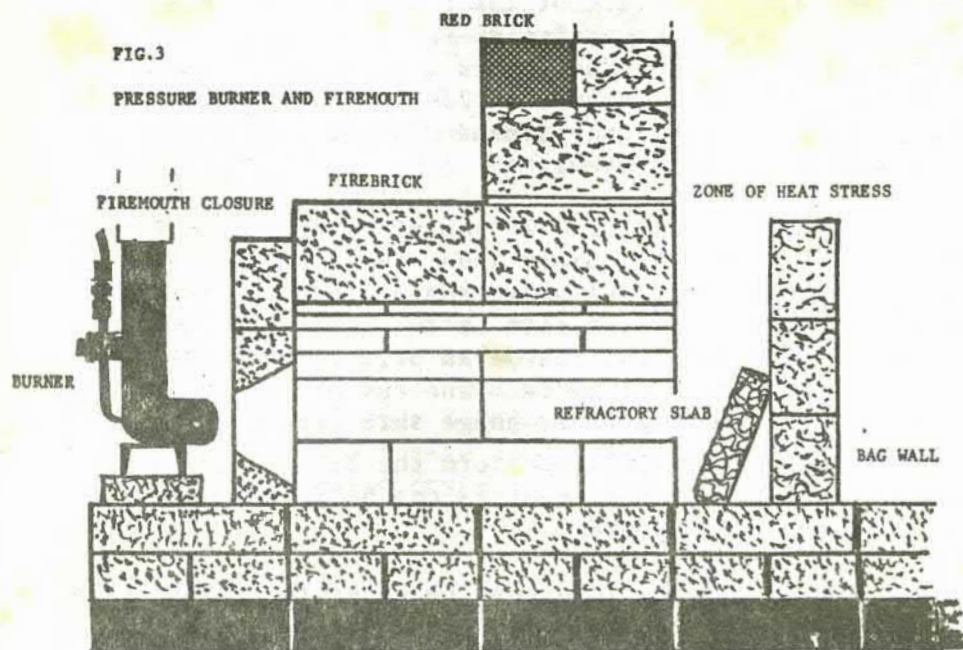 RED BRICK
FIG.3
PRESSURE BURNER AND FIREMOUTH
FIREBRICK
ZONE OF HEAT STRESS
FIREMOUTH CLOSURE
BURNER
REFRACTORY SLAB
BAG WALL